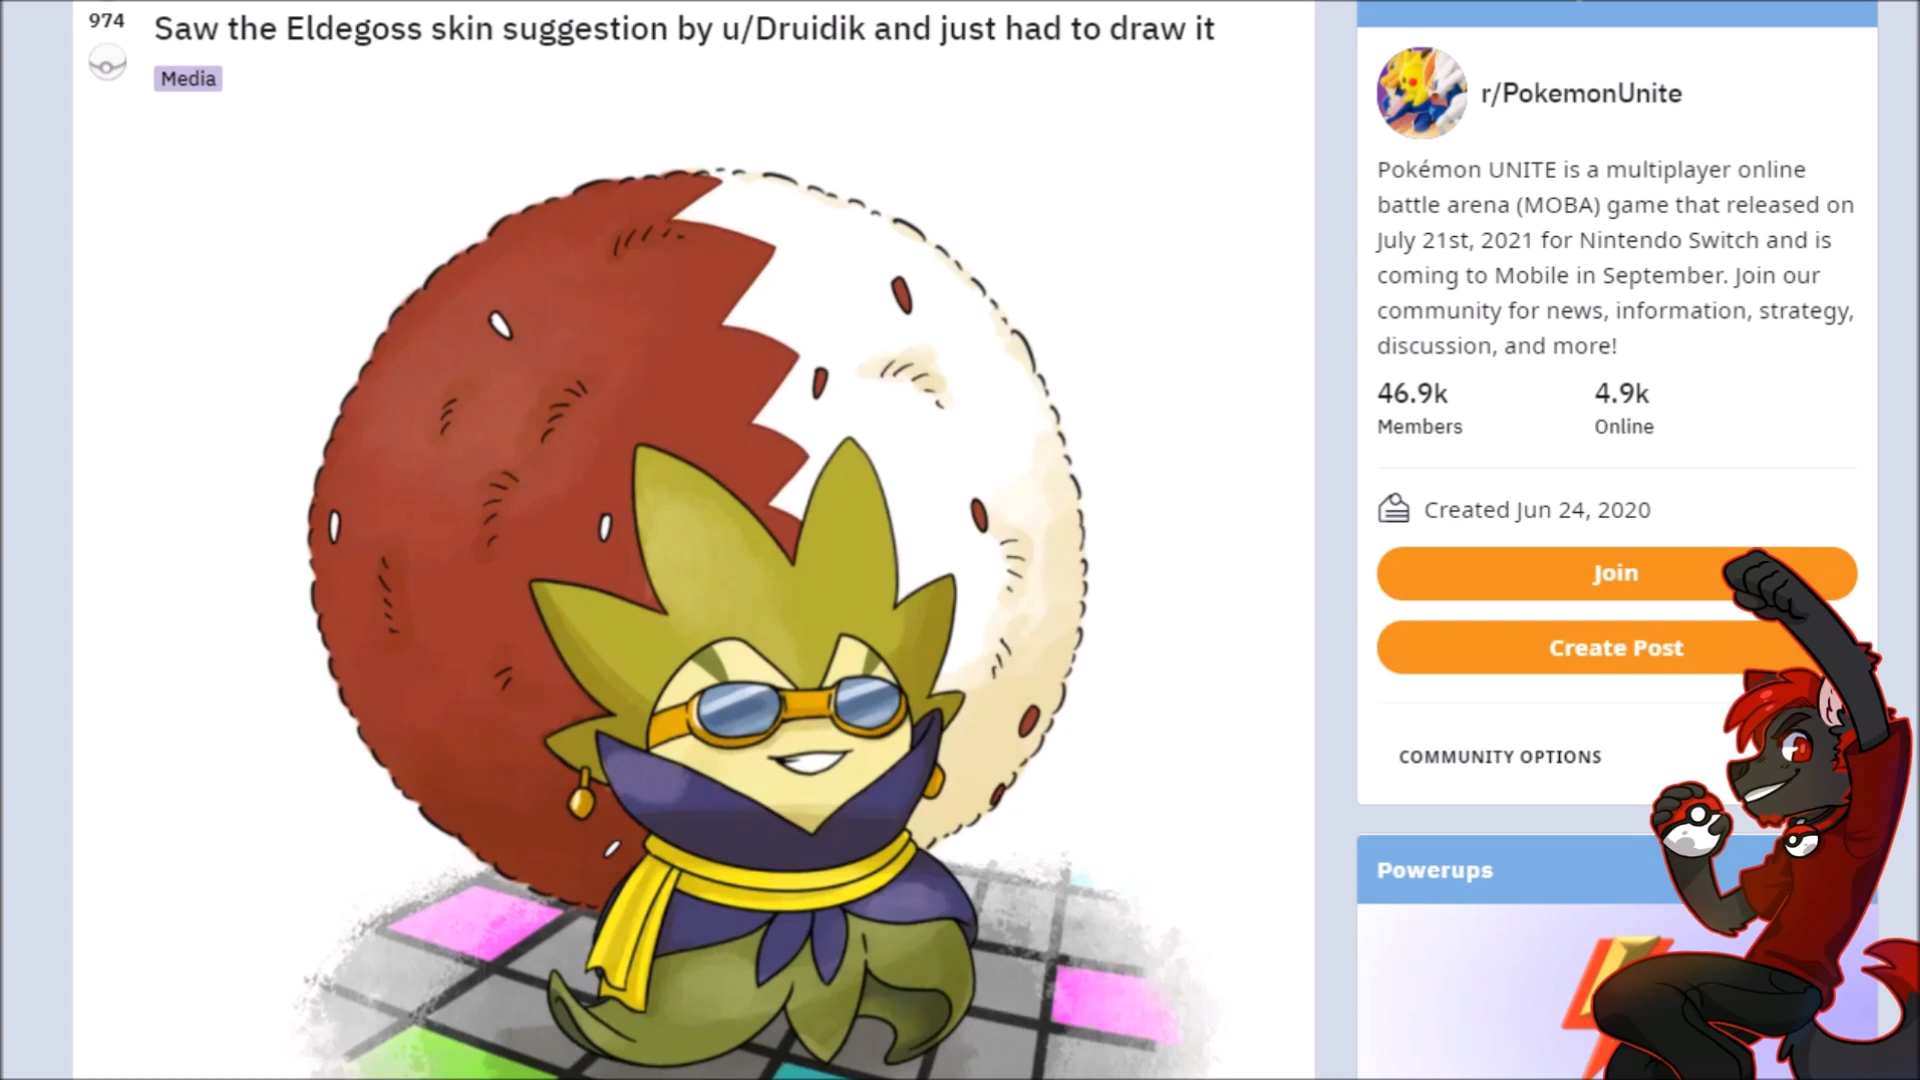 974
Saw the Eldegoss skin suggestion by u/Druidik and just had to draw it
Media
r/PokemonUnite
Pokémon UNITE is a multiplayer online
battle arena (MOBA) game that released on
July 21st, 2021 for Nintendo Switch and is
coming to Mobile in September. Join our
community for news, information, strategy,
discussion, and more!
46.9k 4.9k
Members Online
Created Jun 24, 2020
Join
Create Post
COMMUNITY OPTIONS
Powerups